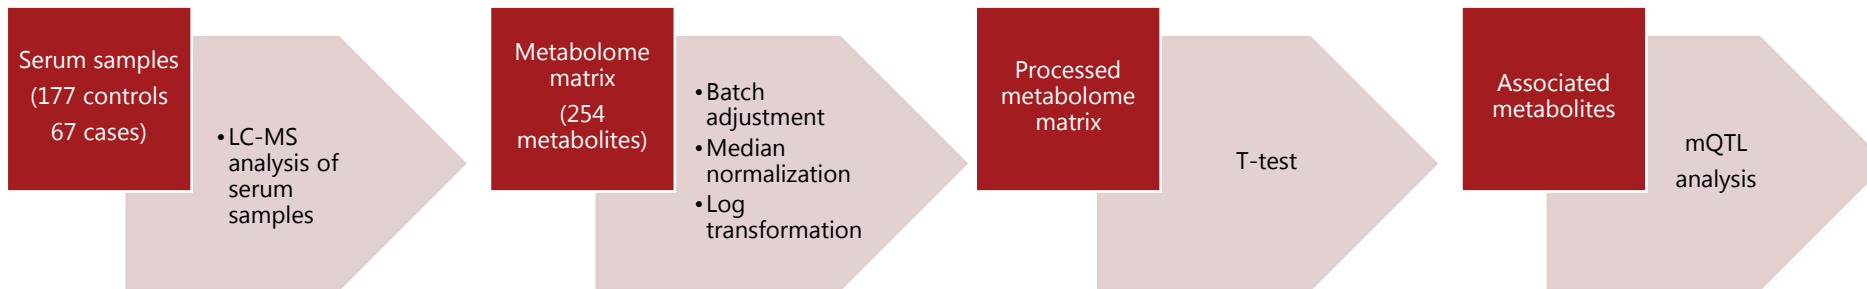 Serum samples
(177 controls
67 cases)
•LC-MS
analysis of
serum
samples
Metabolome
matrix
(254
metabolites)
•Batch
adjustment
•Median
normalization
•Log
transformation
Processed
metabolome
matrix
T-test
Associated
metabolites
mQTL
analysis